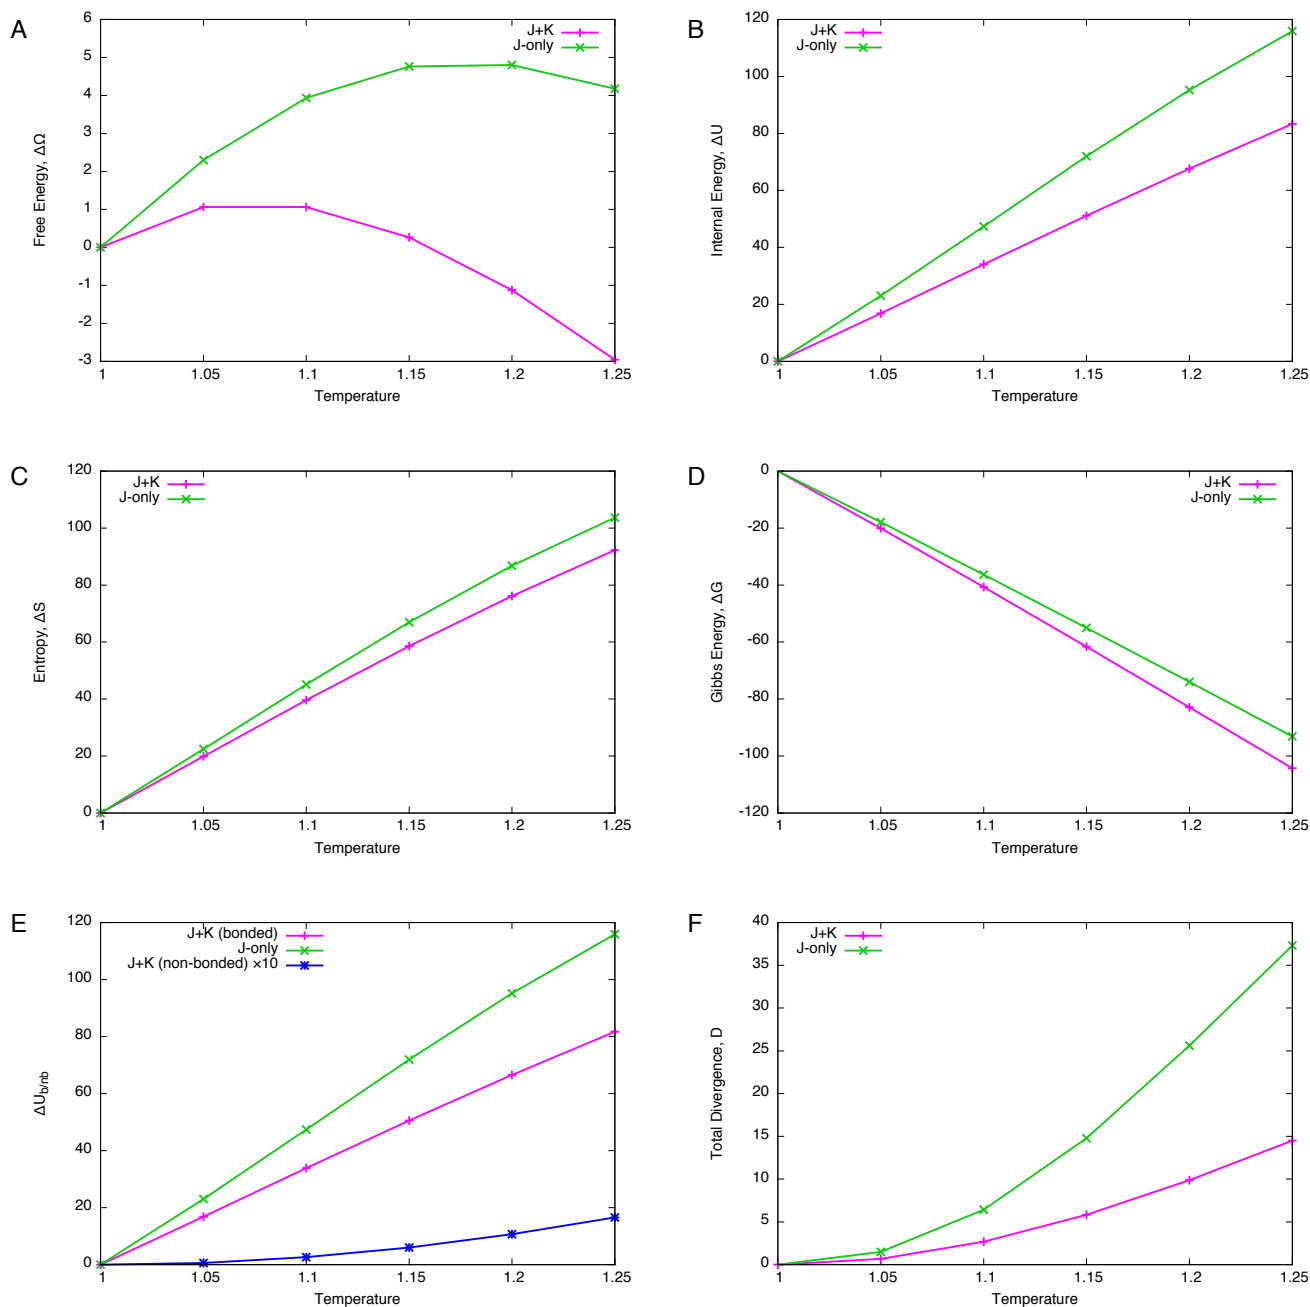 A
Free Energy, ΔΩ
6
5
4
3
2
1
0
-1
-2
-3
1
1.05
1.1
1.15
1.2
1.25
Temperature
J+K
J-only
B
Internal Energy, ΔU
120
100
80
60
40
20
0
1
1.05
1.1
1.15
1.2
1.25
Temperature
J+K
J-only
C
Entropy, ΔS
120
100
80
60
40
20
0
1
1.05
1.1
1.15
1.2
1.25
Temperature
J+K
J-only
D
Gibbs Energy, ΔG
0
-20
-40
-60
-80
-100
-120
1
1.05
1.1
1.15
1.2
1.25
Temperature
J+K
J-only
E
ΔU b/nb
120
100
80
60
40
20
0
1
1.05
1.1
1.15
1.2
1.25
Temperature
J+K (bonded)
J-only
J+K (non-bonded) ×10
F
Total Divergence, D
40
35
30
25
20
15
10
5
0
1
1.05
1.1
1.15
1.2
1.25
Temperature
J+K
J-only